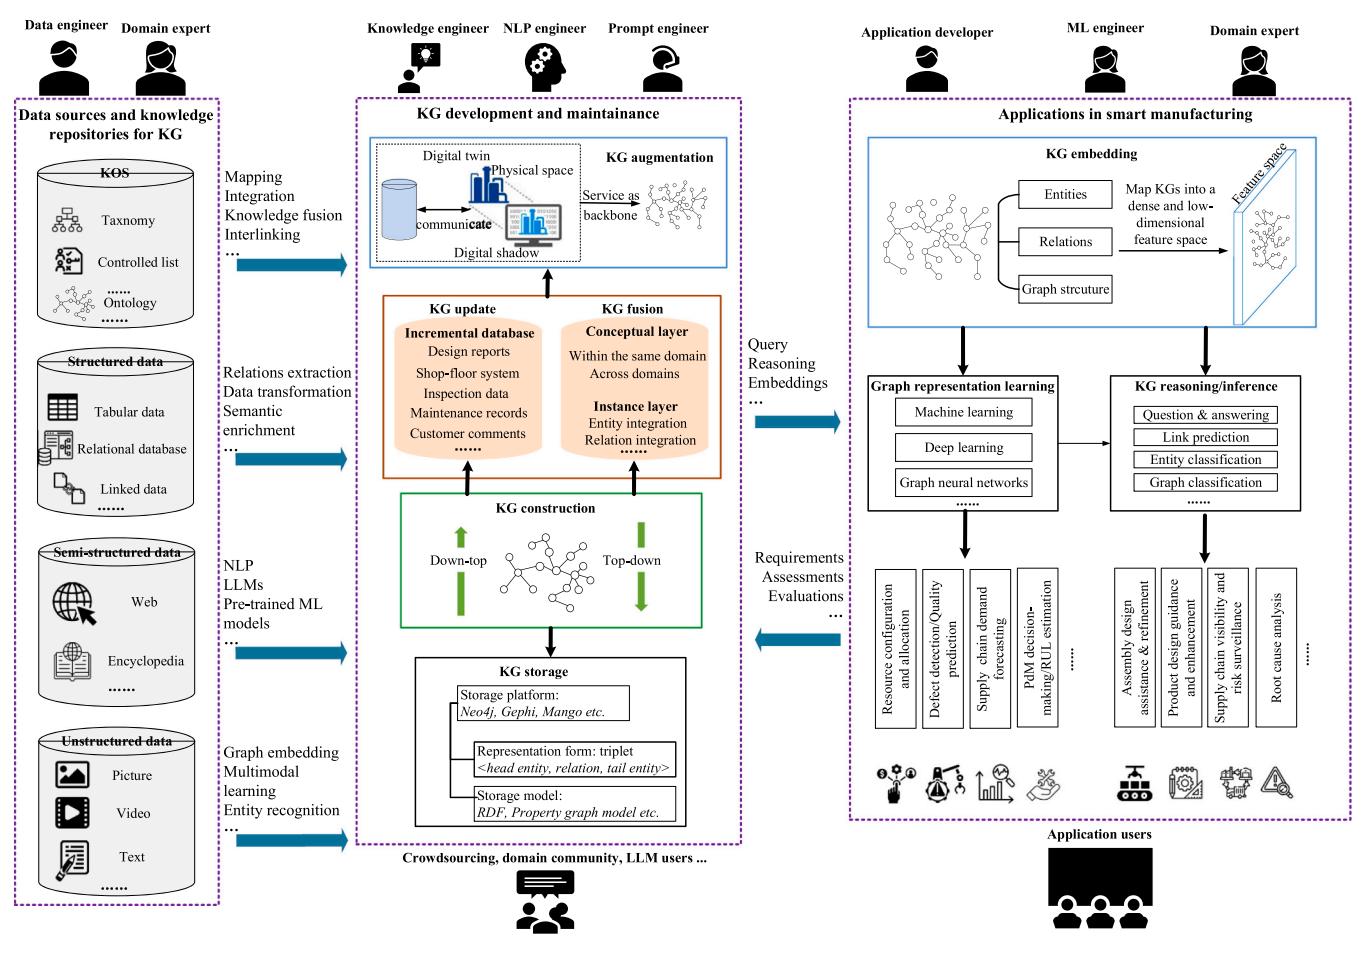 Data engineer
Domain expert
Data sources and knowledge
repositories for KG
KOS
Taxnomy
Controlled list
......
Ontology
......
Structured data
Tabular data
Relational database
Linked data
......
Semi-structured data
Web
Encyclopedia
......
Unstructured data
Picture
Video
Text
......
Mapping
Integration
Knowledge fusion
Interlinking
...
Relations extraction
Data transformation
Semantic
enrichment
...
NLP
LLMs
Pre-trained ML
models
...
Graph embedding
Multimodal
learning
Entity recognition
...
Knowledge engineer
NLP engineer
Prompt engineer
KG development and maintainance
KG augmentation
Digital twin
Physical space
communicate
Digital shadow
Service as
backbone
KG update
Incremental database
Design reports
Shop-floor system
Inspection data
Maintenance records
Customer comments
......
KG fusion
Conceptual layer
Within the same domain
Across domains
Instance layer
Entity integration
Relation integration
......
KG construction
Down-top
Top-down
KG storage
Storage platform:
Neo4j, Gephi, Mango etc.
Representation form: triplet
<head entity, relation, tail entity>
Storage model:
RDF, Property graph model etc.
Crowdsourcing, domain community, LLM users ...
Query
Reasoning
Embeddings
...
Requirements
Assessments
Evaluations
...
Application developer
ML engineer
Domain expert
Applications in smart manufacturing
KG embedding
Entities
Relations
Graph strcuture
Map KGs into a
dense and low-
dimensional
feature space
Feature space
Graph representation learning
Machine learning
Deep learning
Graph neural networks
......
KG reasoning/inference
Question & answering
Link prediction
Entity classification
Graph classification
......
Resource configuration
and allocation
Defect detection/Quality
prediction
Supply chain demand
forecasting
PdM decision-
making/RUL estimation
......
Assembly design
assistance & refinement
Product design guidance
and enhancement
Supply chain visibility and
risk surveillance
Root cause analysis
......
Application users